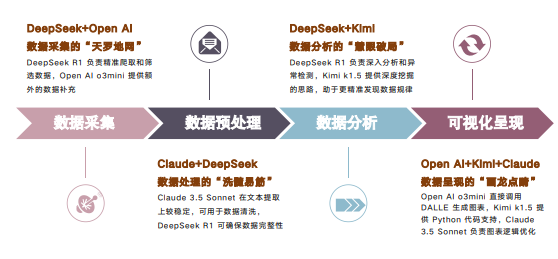 DeepSeek+Open AI
数据采集的“天罗地网”
DeepSeek R1 负责精准爬取和筛
选数据，Open AI o3mini 提供额
外的数据补充
DeepSeek+Kimi
数据分析的“慧眼破局”
DeepSeek R1 负责深入分析和异
常检测，Kimi k1.5 提供深度挖掘
的思路，助于更精准发现数据规律
数据采集
数据预处理
数据分析
可视化呈现
Claude+DeepSeek
数据处理的“洗髓易筋”
Claude 3.5 Sonnet 在文本提取
上较稳定，可用于数据清洗，
DeepSeek R1 可确保数据完整性
Open AI+Kimi+Claude
数据呈现的“画龙点睛”
Open AI o3mini 直接调用
DALLE 生成图表，Kimi k1.5 提
供 Python 代码支持，Claude
3.5 Sonnet 负责图表逻辑优化